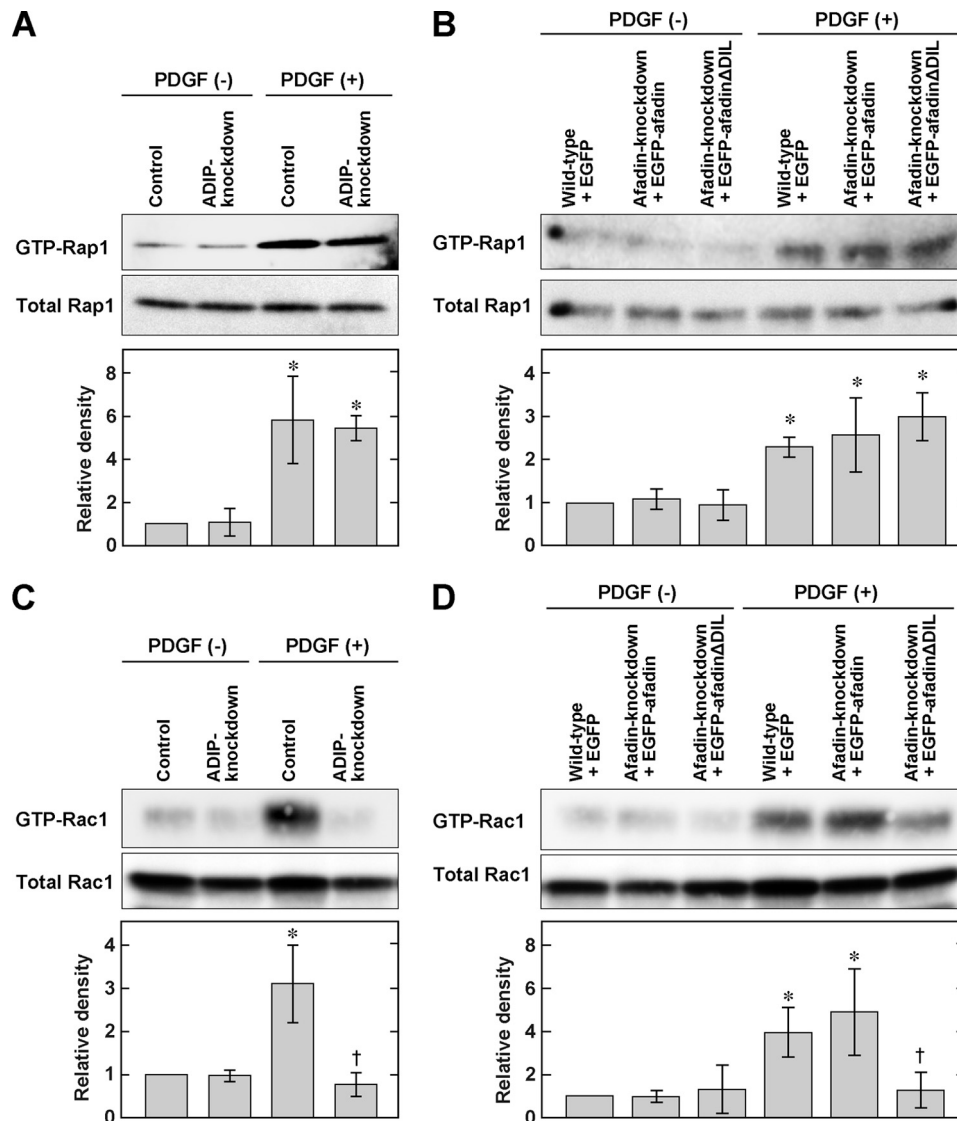 A
PDGF (-)
PDGF (+)
Control
ADIP-
knockdown
Control
ADIP-
knockdown
GTP-Rap1
Total Rap1
Relative density
8
6
4
2
0
*
*
B
PDGF (-)
PDGF (+)
Wild-type
+ EGFP
Afadin-knockdown
+ EGFP-afadin
Afadin-knockdown
+ EGFP-afadinΔDIL
Wild-type
+ EGFP
Afadin-knockdown
+ EGFP-afadin
Afadin-knockdown
+ EGFP-afadinΔDIL
GTP-Rap1
Total Rap1
Relative density
4
3
2
1
0
*
*
*
C
PDGF (-)
PDGF (+)
Control
ADIP-
knockdown
Control
ADIP-
knockdown
GTP-Rac1
Total Rac1
Relative density
4
3
2
1
0
*
†
D
PDGF (-)
PDGF (+)
Wild-type
+ EGFP
Afadin-knockdown
+ EGFP-afadin
Afadin-knockdown
+ EGFP-afadinΔDIL
Wild-type
+ EGFP
Afadin-knockdown
+ EGFP-afadin
Afadin-knockdown
+ EGFP-afadinΔDIL
GTP-Rac1
Total Rac1
Relative density
8
6
4
2
0
*
*
†